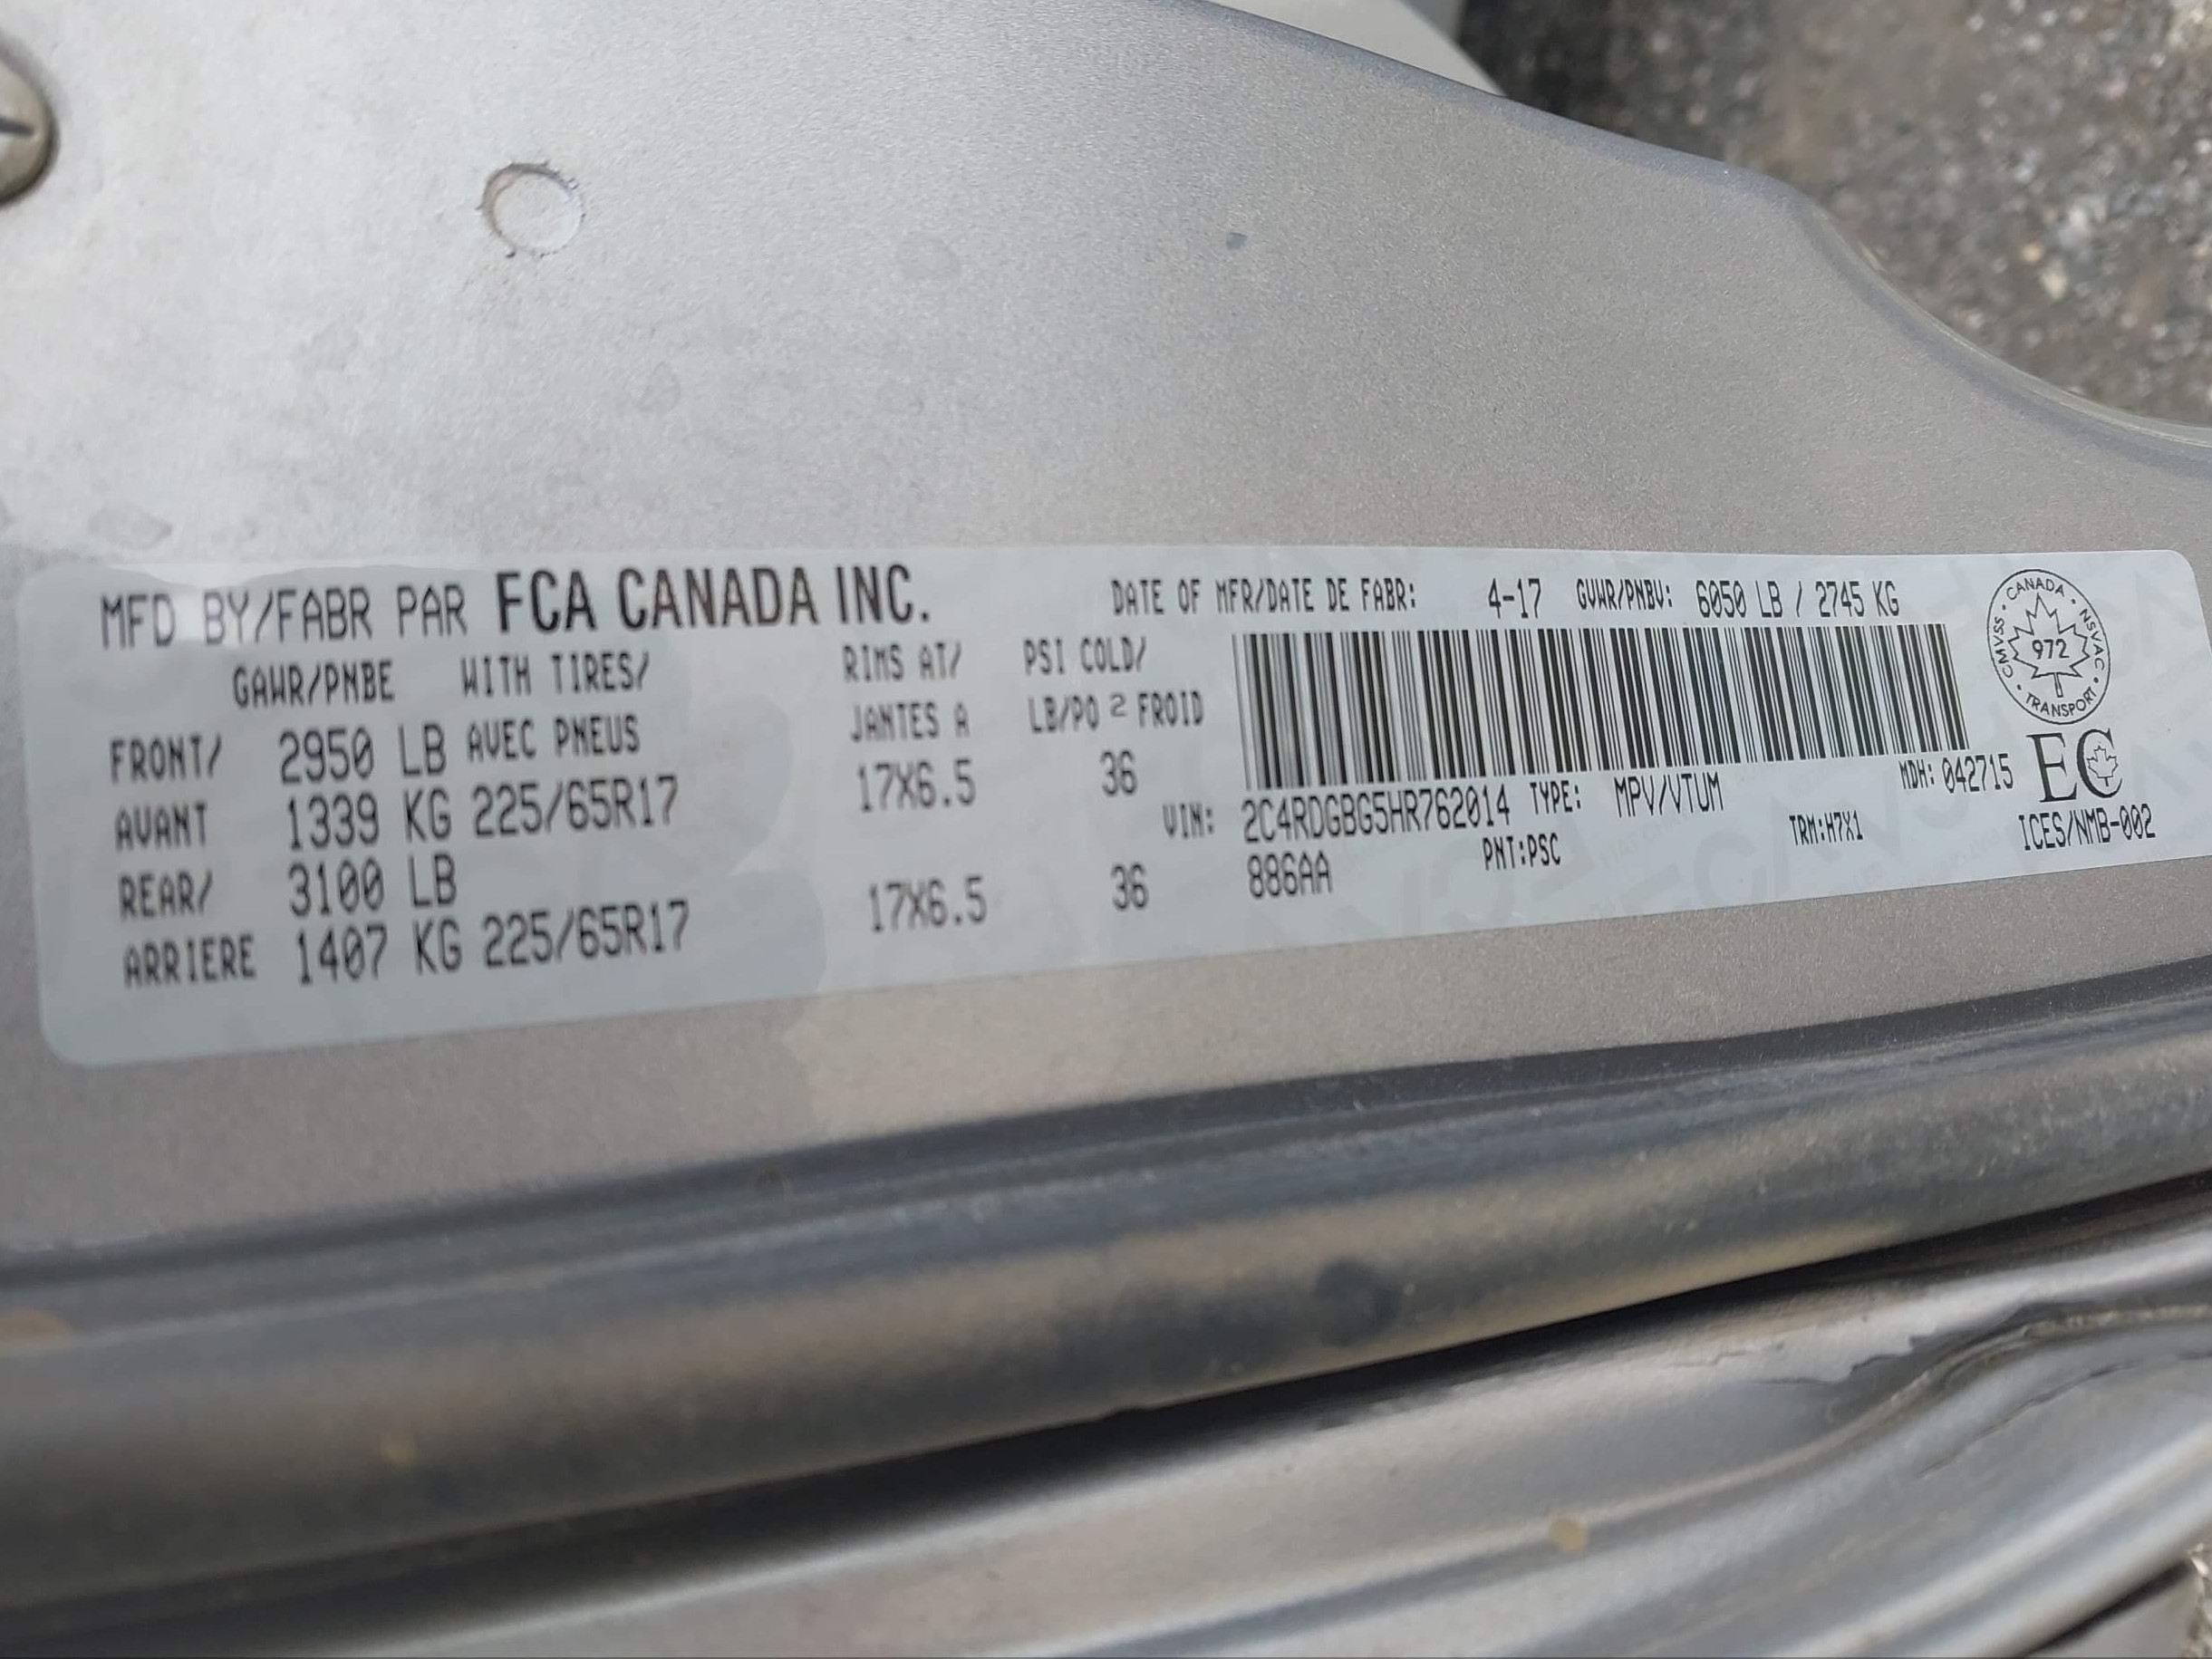 MFD BY/FABR PAR FCA CANADA INC.
GAWR/PNBE WITH TIRES/ RIMS AT/ PSI COLD/
AVEC PNEUS JANTES A LB/PO 2 FROID
FRONT/ 2950 LB
AVANT 1339 KG 225/65R17 17X6.5 36
REAR/ 3100 LB
ARRIERE 1407 KG 225/65R17 17X6.5 36
DATE OF MFR/DATE DE FABR: 4-17 GVWR/PNBV: 6050 LB / 2745 KG
VIN: 2C4RDGBG5HR762014 TYPE: MPV/VTUM MDH: 042715
886AA PNT:PSC TRM:H7X1
CANADA • NSVAC • TRANSPORT • CMVSS •
972
EC
ICES/NMB-002